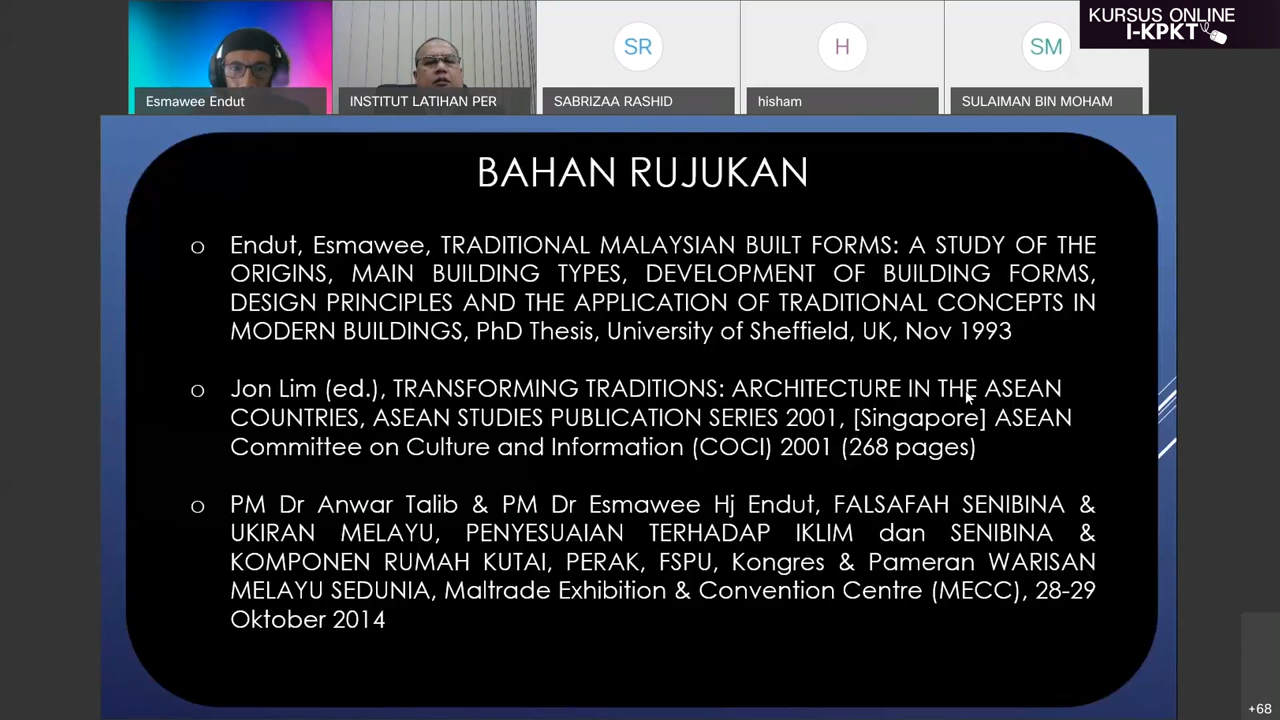 KURSUS ONLINE
I-KPKT
SR
H
SM
Esmawee Endut
INSTITUT LATIHAN PER
SABRIZAA RASHID
hisham
SULAIMAN BIN MOHAM
BAHAN RUJUKAN
o Endut, Esmawee, TRADITIONAL MALAYSIAN BUILT FORMS: A STUDY OF THE
ORIGINS, MAIN BUILDING TYPES, DEVELOPMENT OF BUILDING FORMS,
DESIGN PRINCIPLES AND THE APPLICATION OF TRADITIONAL CONCEPTS IN
MODERN BUILDINGS, PhD Thesis, University of Sheffield, UK, Nov 1993
o Jon Lim (ed.), TRANSFORMING TRADITIONS: ARCHITECTURE IN THE ASEAN
COUNTRIES, ASEAN STUDIES PUBLICATION SERIES 2001, [Singapore] ASEAN
Committee on Culture and Information (COCI) 2001 (268 pages)
o PM Dr Anwar Talib & PM Dr Esmawee Hj Endut, FALSAFAH SENIBINA &
UKIRAN MELAYU, PENYESUAIAN TERHADAP IKLIM dan SENIBINA &
KOMPONEN RUMAH KUTAI, PERAK, FSPU, Kongres & Pameran WARISAN
MELAYU SEDUNIA, Maltrade Exhibition & Convention Centre (MECC), 28-29
Oktober 2014
+68